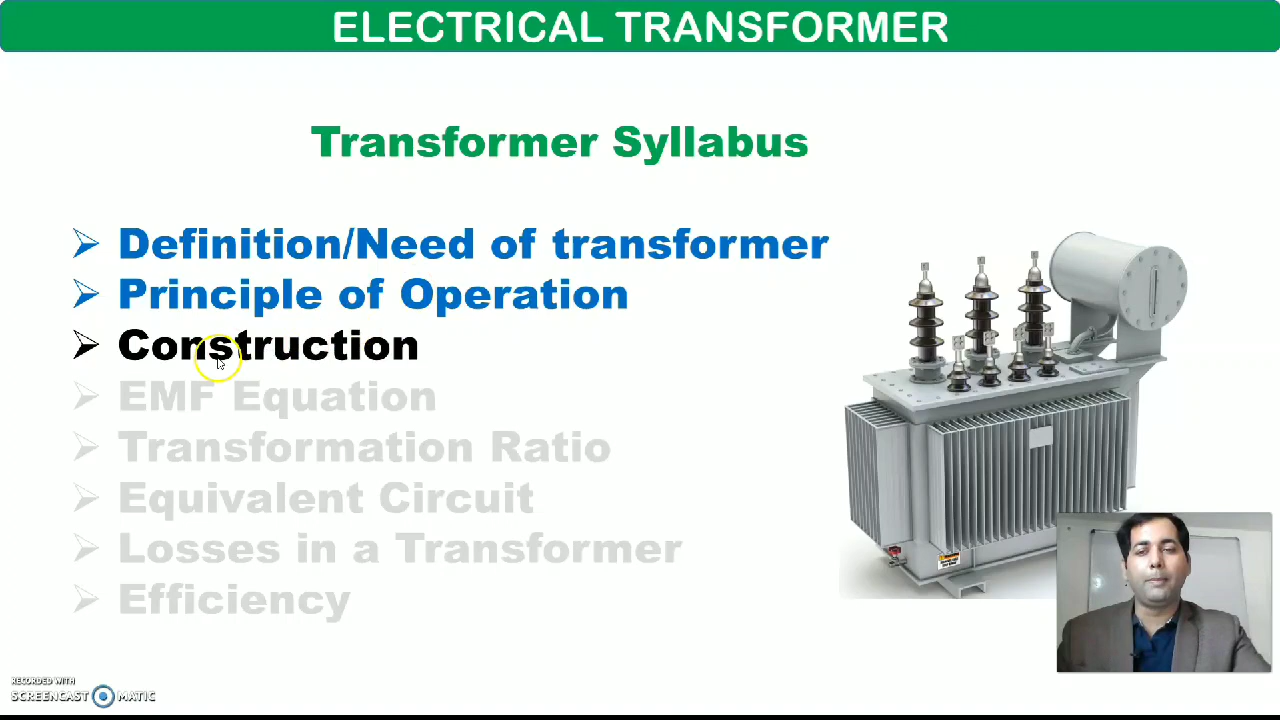 ELECTRICAL TRANSFORMER
Transformer Syllabus
Definition/Need of transformer
Principle of Operation
Construction
EMF Equation
Transformation Ratio
Equivalent Circuit
Losses in a Transformer
Efficiency
RECORDED WITH
SCREENCAST MATIC